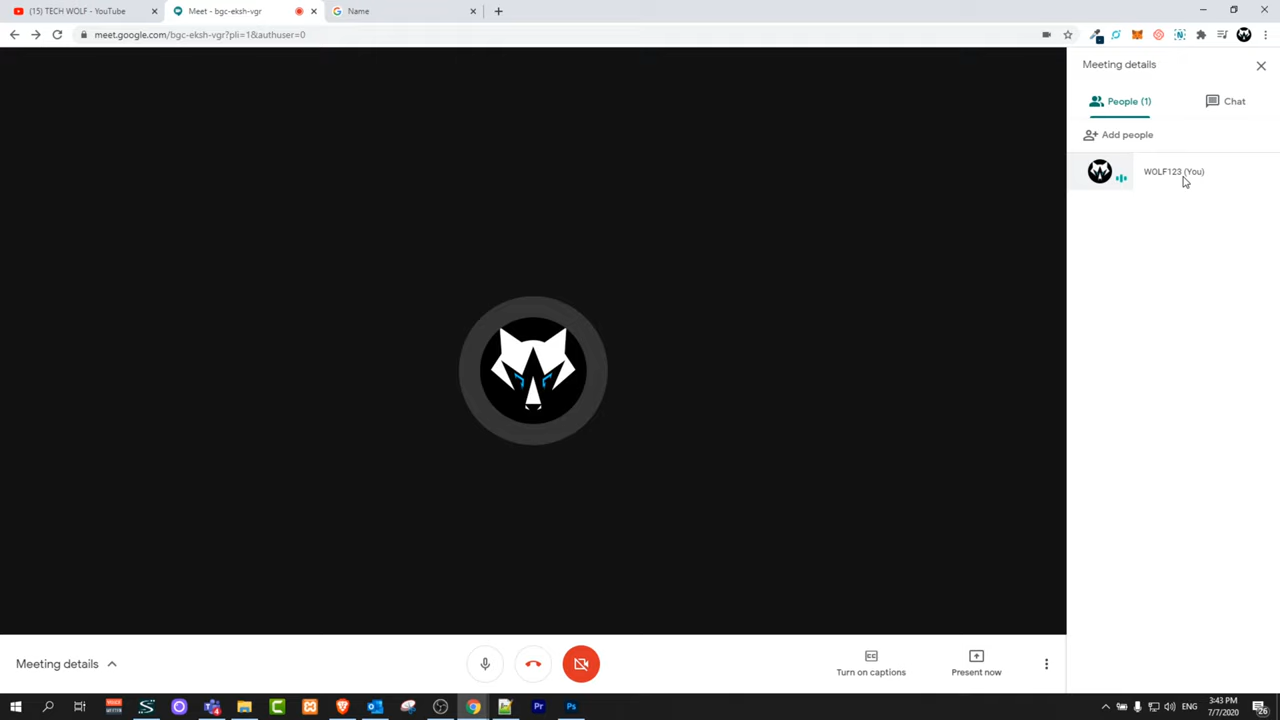 (15) TECH WOLF - YouTube
Meet - bgc-eksh-vgr
Name
meet.google.com/bgc-eksh-vgr?pli=1&authuser=0
Meeting details
People (1)
Chat
Add people
WOLF123 (You)
Meeting details
Turn on captions
Present now
ENG
3:43 PM
7/7/2020
26